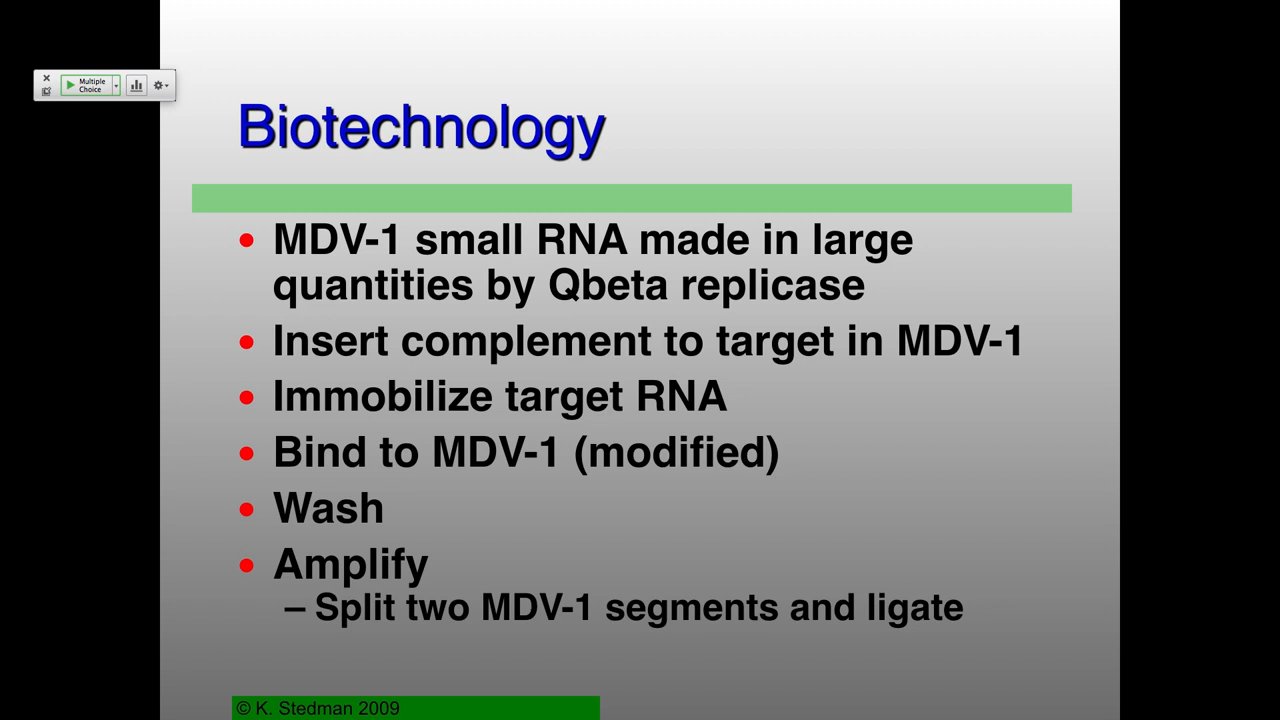 Multiple
Choice
Biotechnology
• MDV-1 small RNA made in large
quantities by Qbeta replicase
• Insert complement to target in MDV-1
• Immobilize target RNA
• Bind to MDV-1 (modified)
• Wash
• Amplify
– Split two MDV-1 segments and ligate
© K. Stedman 2009